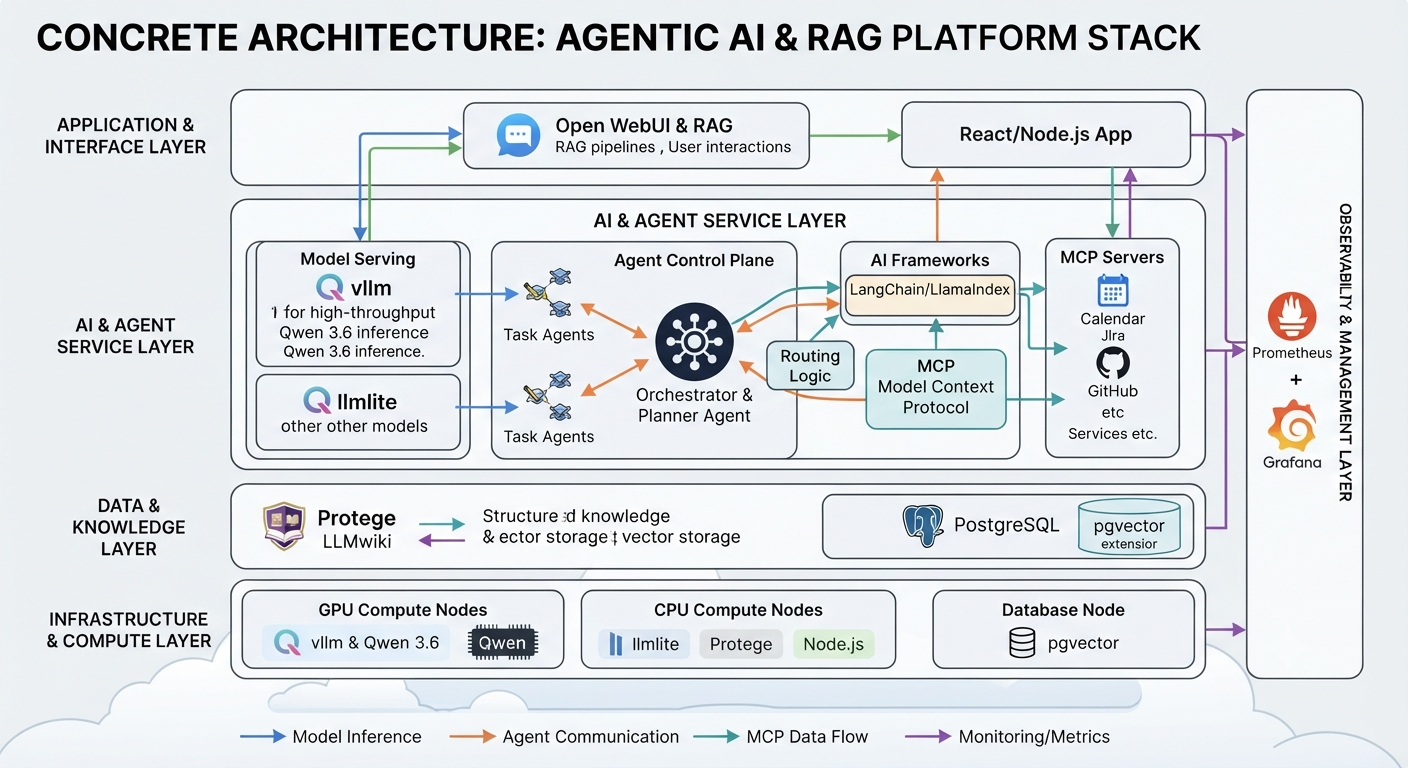 CONCRETE ARCHITECTURE: AGENTIC AI & RAG PLATFORM STACK
APPLICATION &
INTERFACE LAYER
Open WebUI & RAG
RAG pipelines , User interactions
React/Node.js App
AI & AGENT
SERVICE LAYER
AI & AGENT SERVICE LAYER
Model Serving
vllm
1 for high-throughput
Qwen 3.6 inference
Qwen 3.6 inference.
llmlite
other other models
Agent Control Plane
Task Agents
Task Agents
Orchestrator &
Planner Agent
Routing
Logic
AI Frameworks
LangChain/LlamaIndex
MCP
Model Context
Protocol
MCP Servers
Calendar
Jlra
GitHub
etc
Services etc.
DATA &
KNOWLEDGE
LAYER
Protege
LLMwiki
Structure d knowledge
& ector storage vector storage
PostgreSQL
pgvector
extensior
INFRASTRUCTURE
& COMPUTE LAYER
GPU Compute Nodes
vllm & Qwen 3.6
Qwen
CPU Compute Nodes
llmlite
Protege
Node.js
Database Node
pgvector
OBSERVABILTY & MANAGEMENT LAYER
Prometheus
+
Grafana
Model Inference
Agent Communication
MCP Data Flow
Monitoring/Metrics